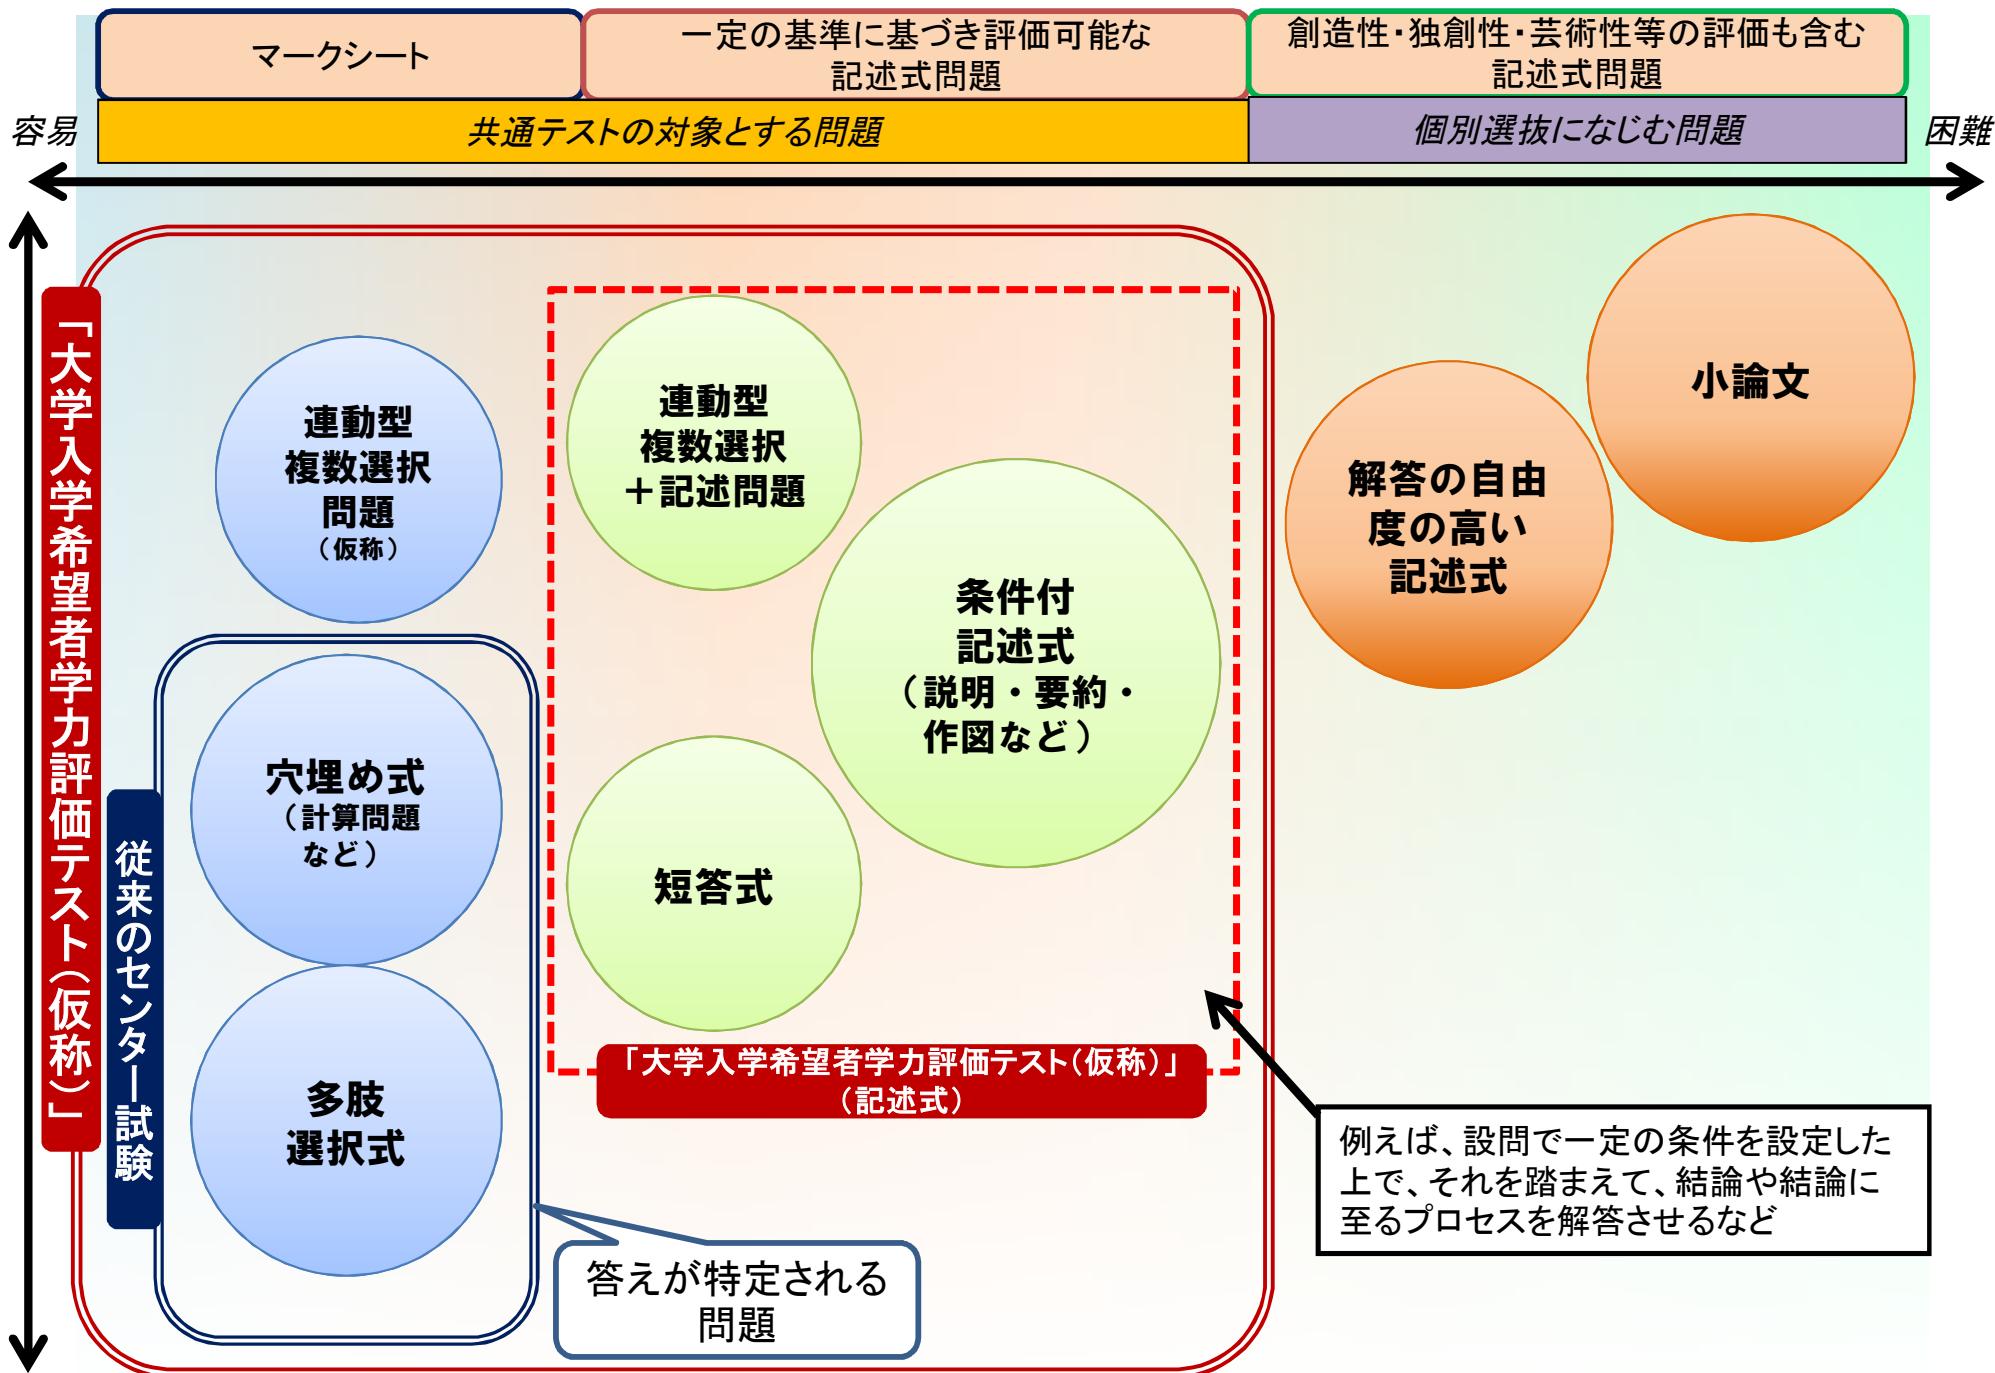 マークシート
一定の基準に基づき評価可能な
記述式問題
創造性・独創性・芸術性等の評価も含む
記述式問題
容易
共通テストの対象とする問題
個別選抜になじむ問題
困難
「大学入学希望者学力評価テスト(仮称)」
従来のセンター試験
連動型
複数選択
問題
(仮称)
穴埋め式
(計算問題
など)
多肢
選択式
連動型
複数選択
+記述問題
条件付
記述式
(説明・要約・
作図など)
短答式
「大学入学希望者学力評価テスト(仮称)」
(記述式)
解答の自由
度の高い
記述式
小論文
例えば、設問で一定の条件を設定した
上で、それを踏まえて、結論や結論に
至るプロセスを解答させるなど
答えが特定される
問題